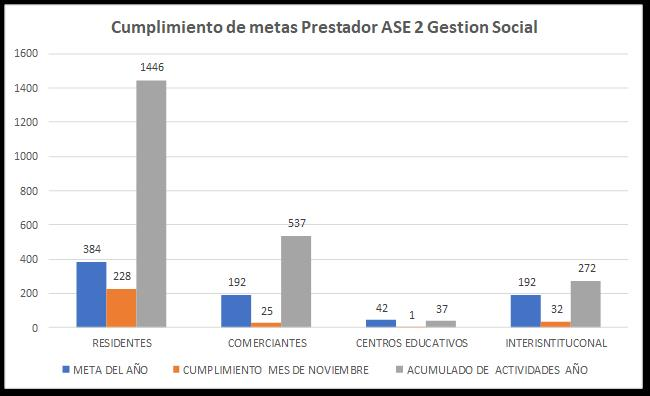 Cumplimiento de metas Prestador ASE 2 Gestion Social
1600
1400
1200
1000
800
600
400
200
0
384
228
1446
192
25
537
42
1
37
192
32
272
RESIDENTES
COMERCIANTES
CENTROS EDUCATIVOS
INTERISNTITUCONAL
META DEL AÑO
CUMPLIMIENTO MES DE NOVIEMBRE
ACUMULADO DE ACTIVIDADES AÑO